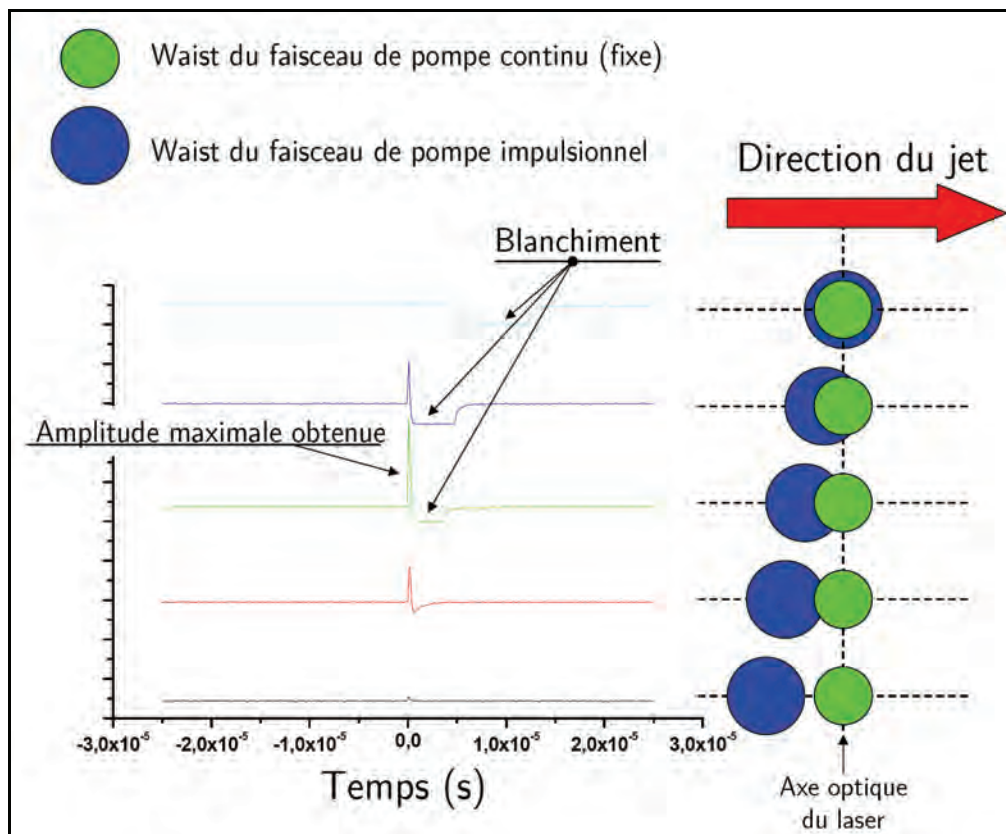 Waist du faisceau de pompe continu (fixe)
Waist du faisceau de pompe impulsionnel
Direction du jet
Blanchiment
Amplitude maximale obtenue
-3,0x10⁻⁵ -2,0x10⁻⁵ -1,0x10⁻⁵ 0,0 1,0x10⁻⁵ 2,0x10⁻⁵ 3,0x10⁻⁵
Temps (s)
Axe optique
du laser